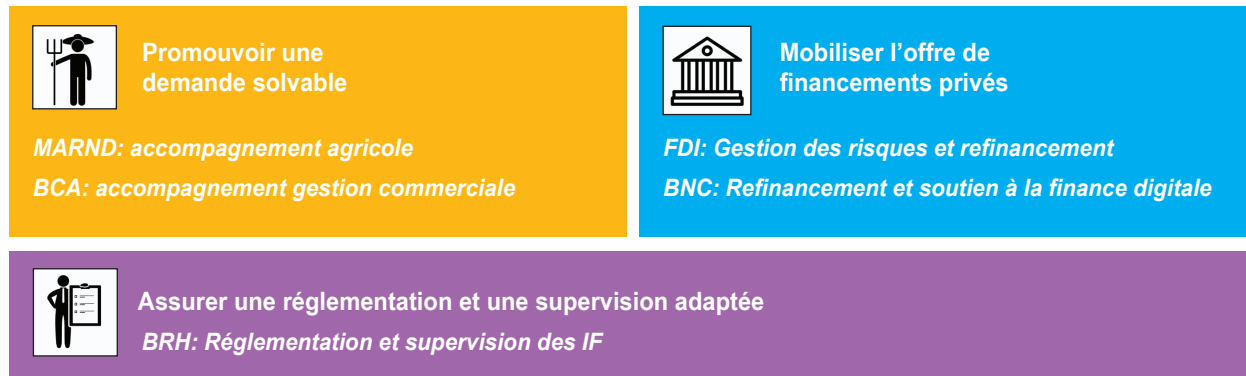 Promouvoir une
demande solvable
MARND: accompagnement agricole
BCA: accompagnement gestion commerciale
Mobiliser l’offre de
financements privés
FDI: Gestion des risques et refinancement
BNC: Refinancement et soutien à la finance digitale
Assurer une réglementation et une supervision adaptée
BRH: Réglementation et supervision des IF